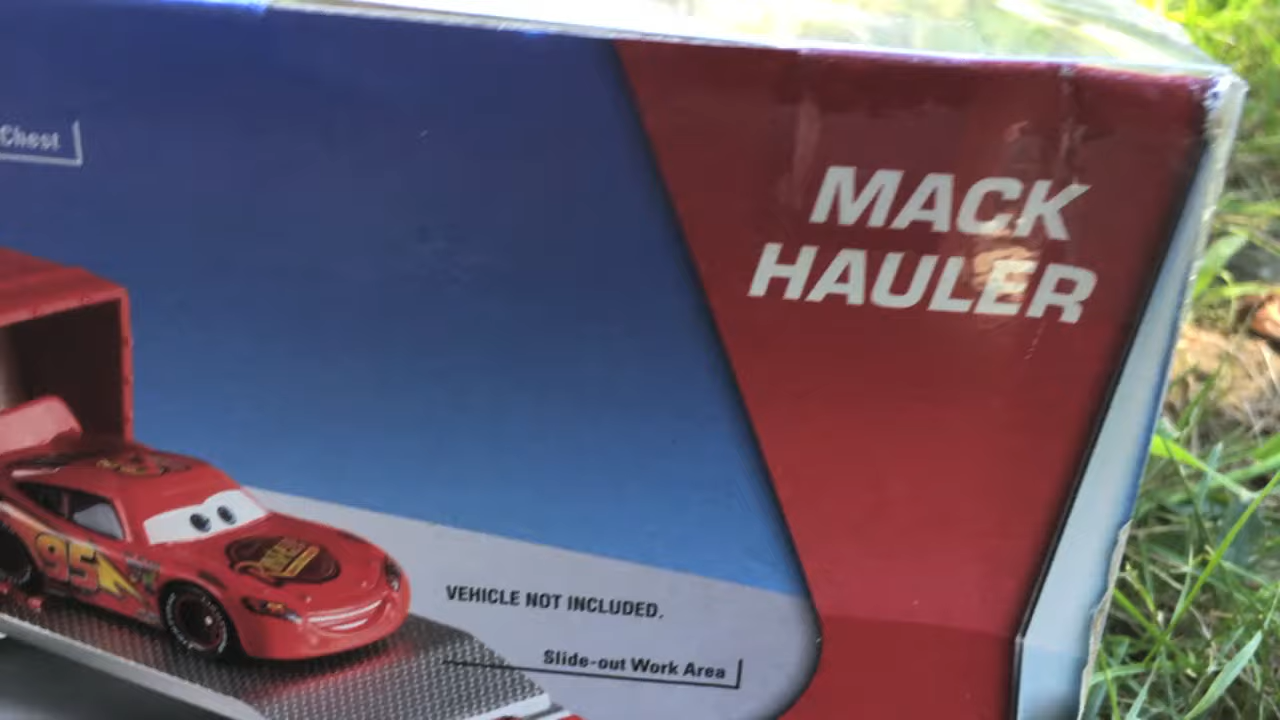 Chest
MACK
HAULER
95
VEHICLE NOT INCLUDED.
Slide-out Work Area